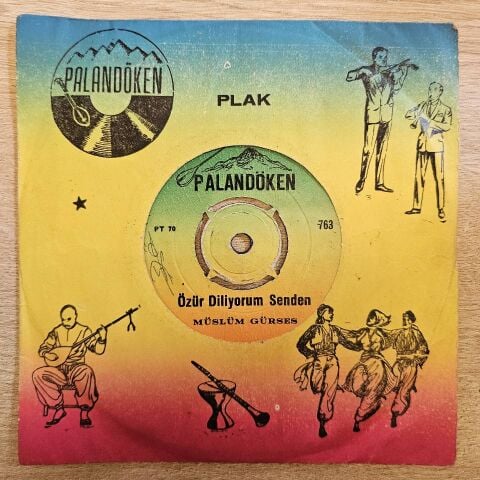 PALANDÖKEN
PLAK
PALANDÖKEN
PT 70
763
Özür Diliyorum Senden
MÜSLÜM GÜRSES